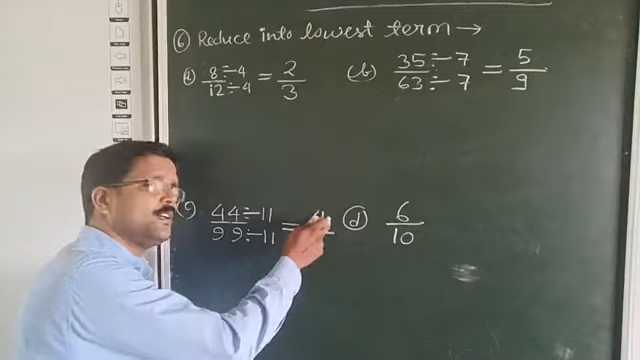 ⑥ Reduce into lowest term →
ⓐ 8÷4/12÷4 = 2/3
ⓑ 35÷7/63÷7 = 5/9
44÷11/99÷11 =
ⓓ 6/10